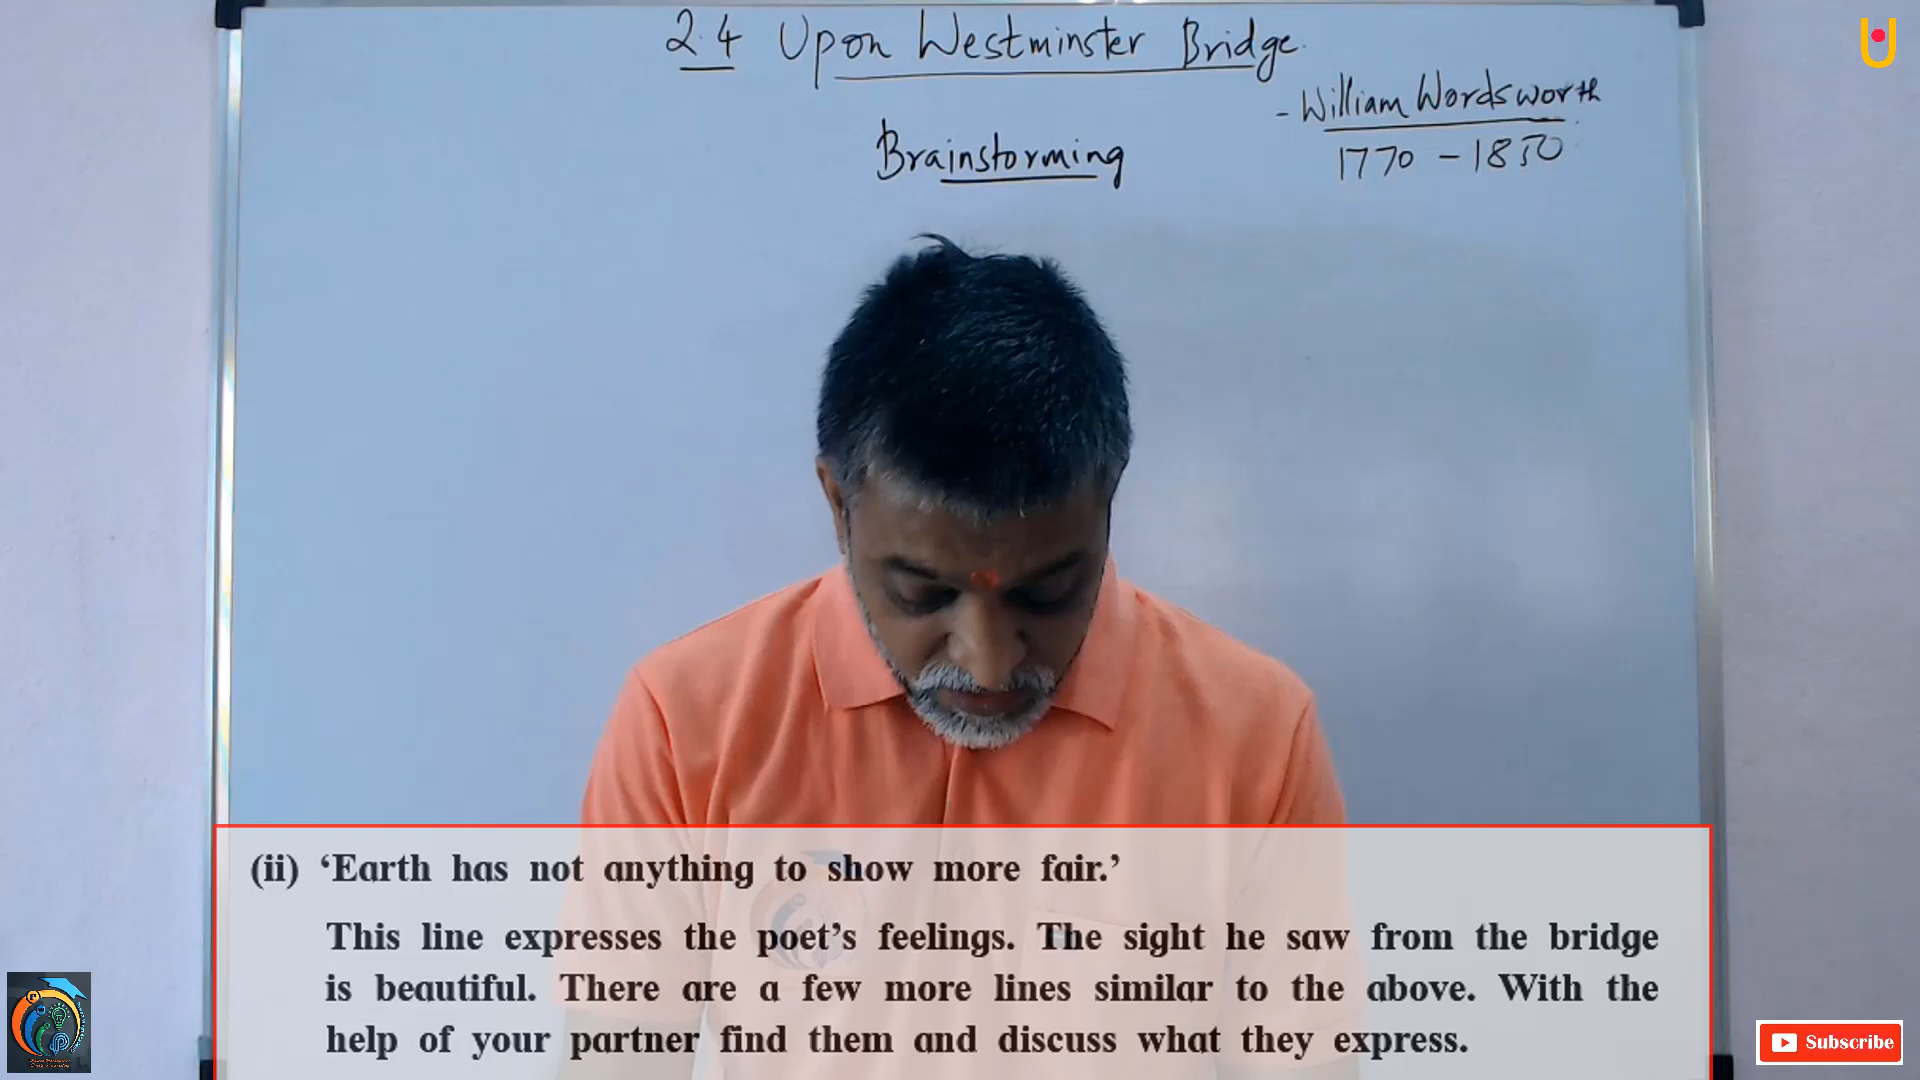 2.4 Upon Westminster Bridge.
- William Wordsworth
1770 - 1850
Brainstorming
(ii) ‘Earth has not anything to show more fair.’
This line expresses the poet’s feelings. The sight he saw from the bridge
is beautiful. There are a few more lines similar to the above. With the
help of your partner find them and discuss what they express.
Subscribe